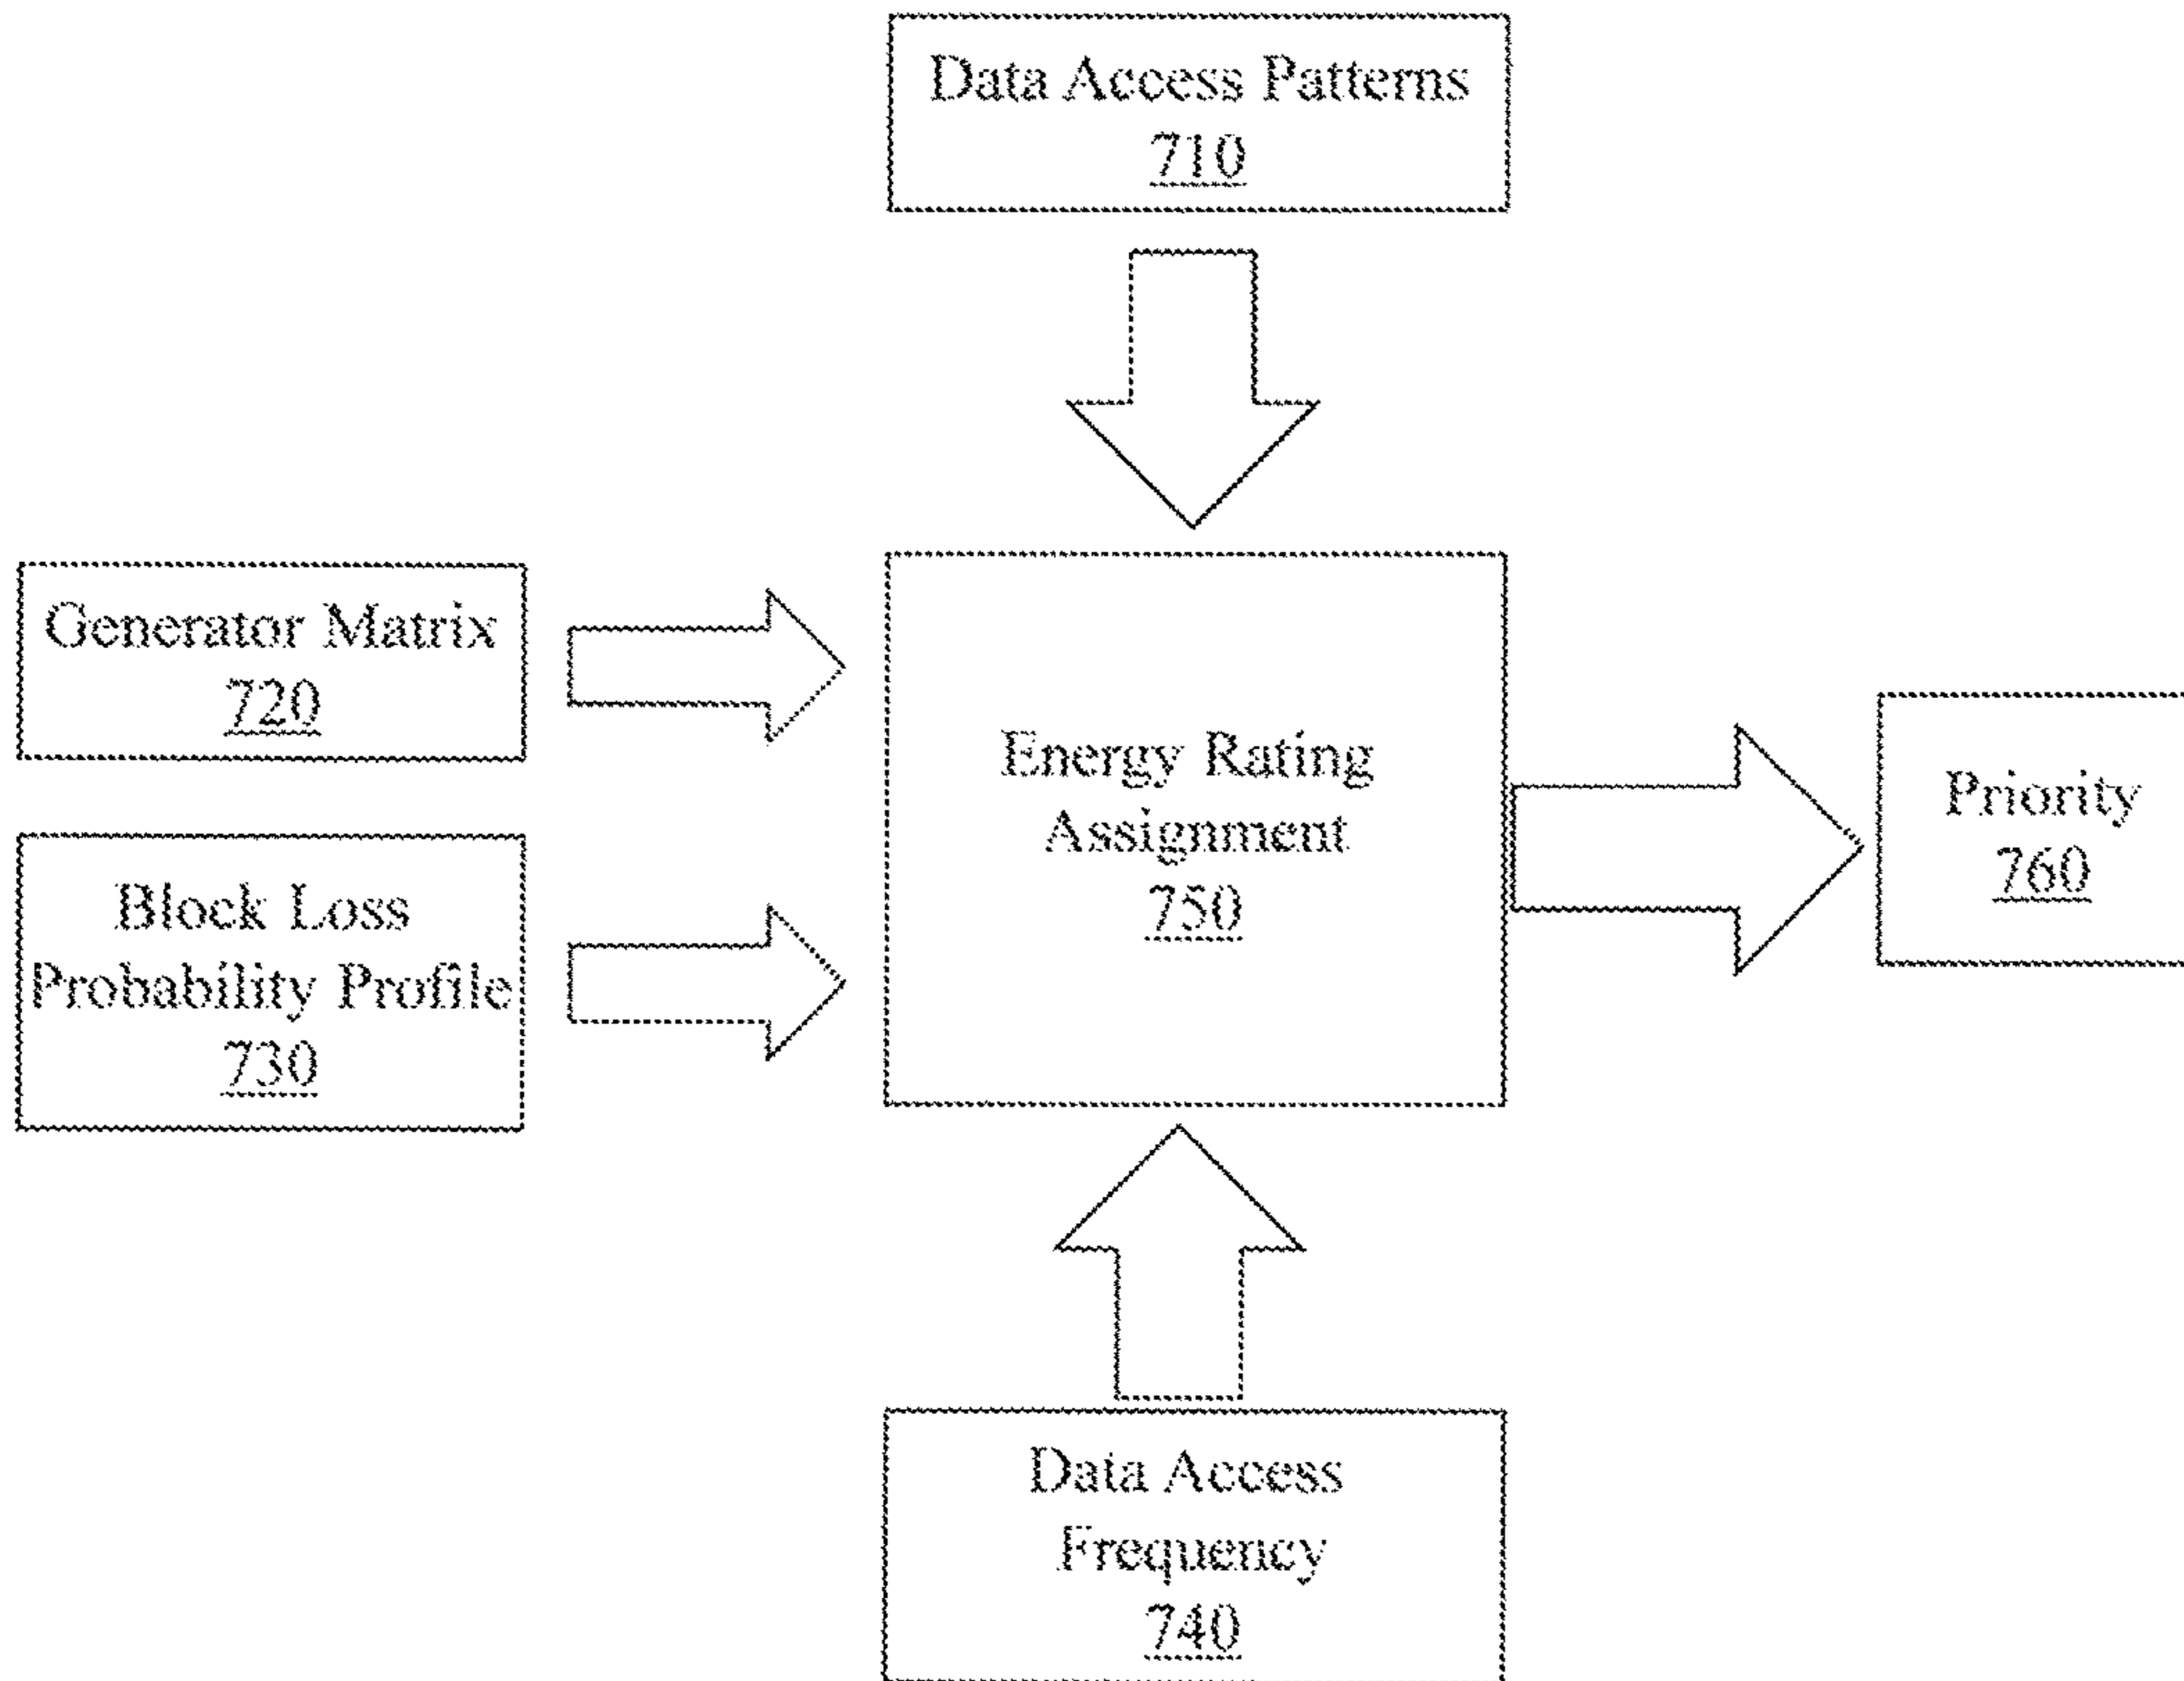 Data Access Patterns
710
Generator Matrix
720
Block Loss
Probability Profile
730
Energy Rating
Assignment
750
Priority
760
Data Access
Frequency
740